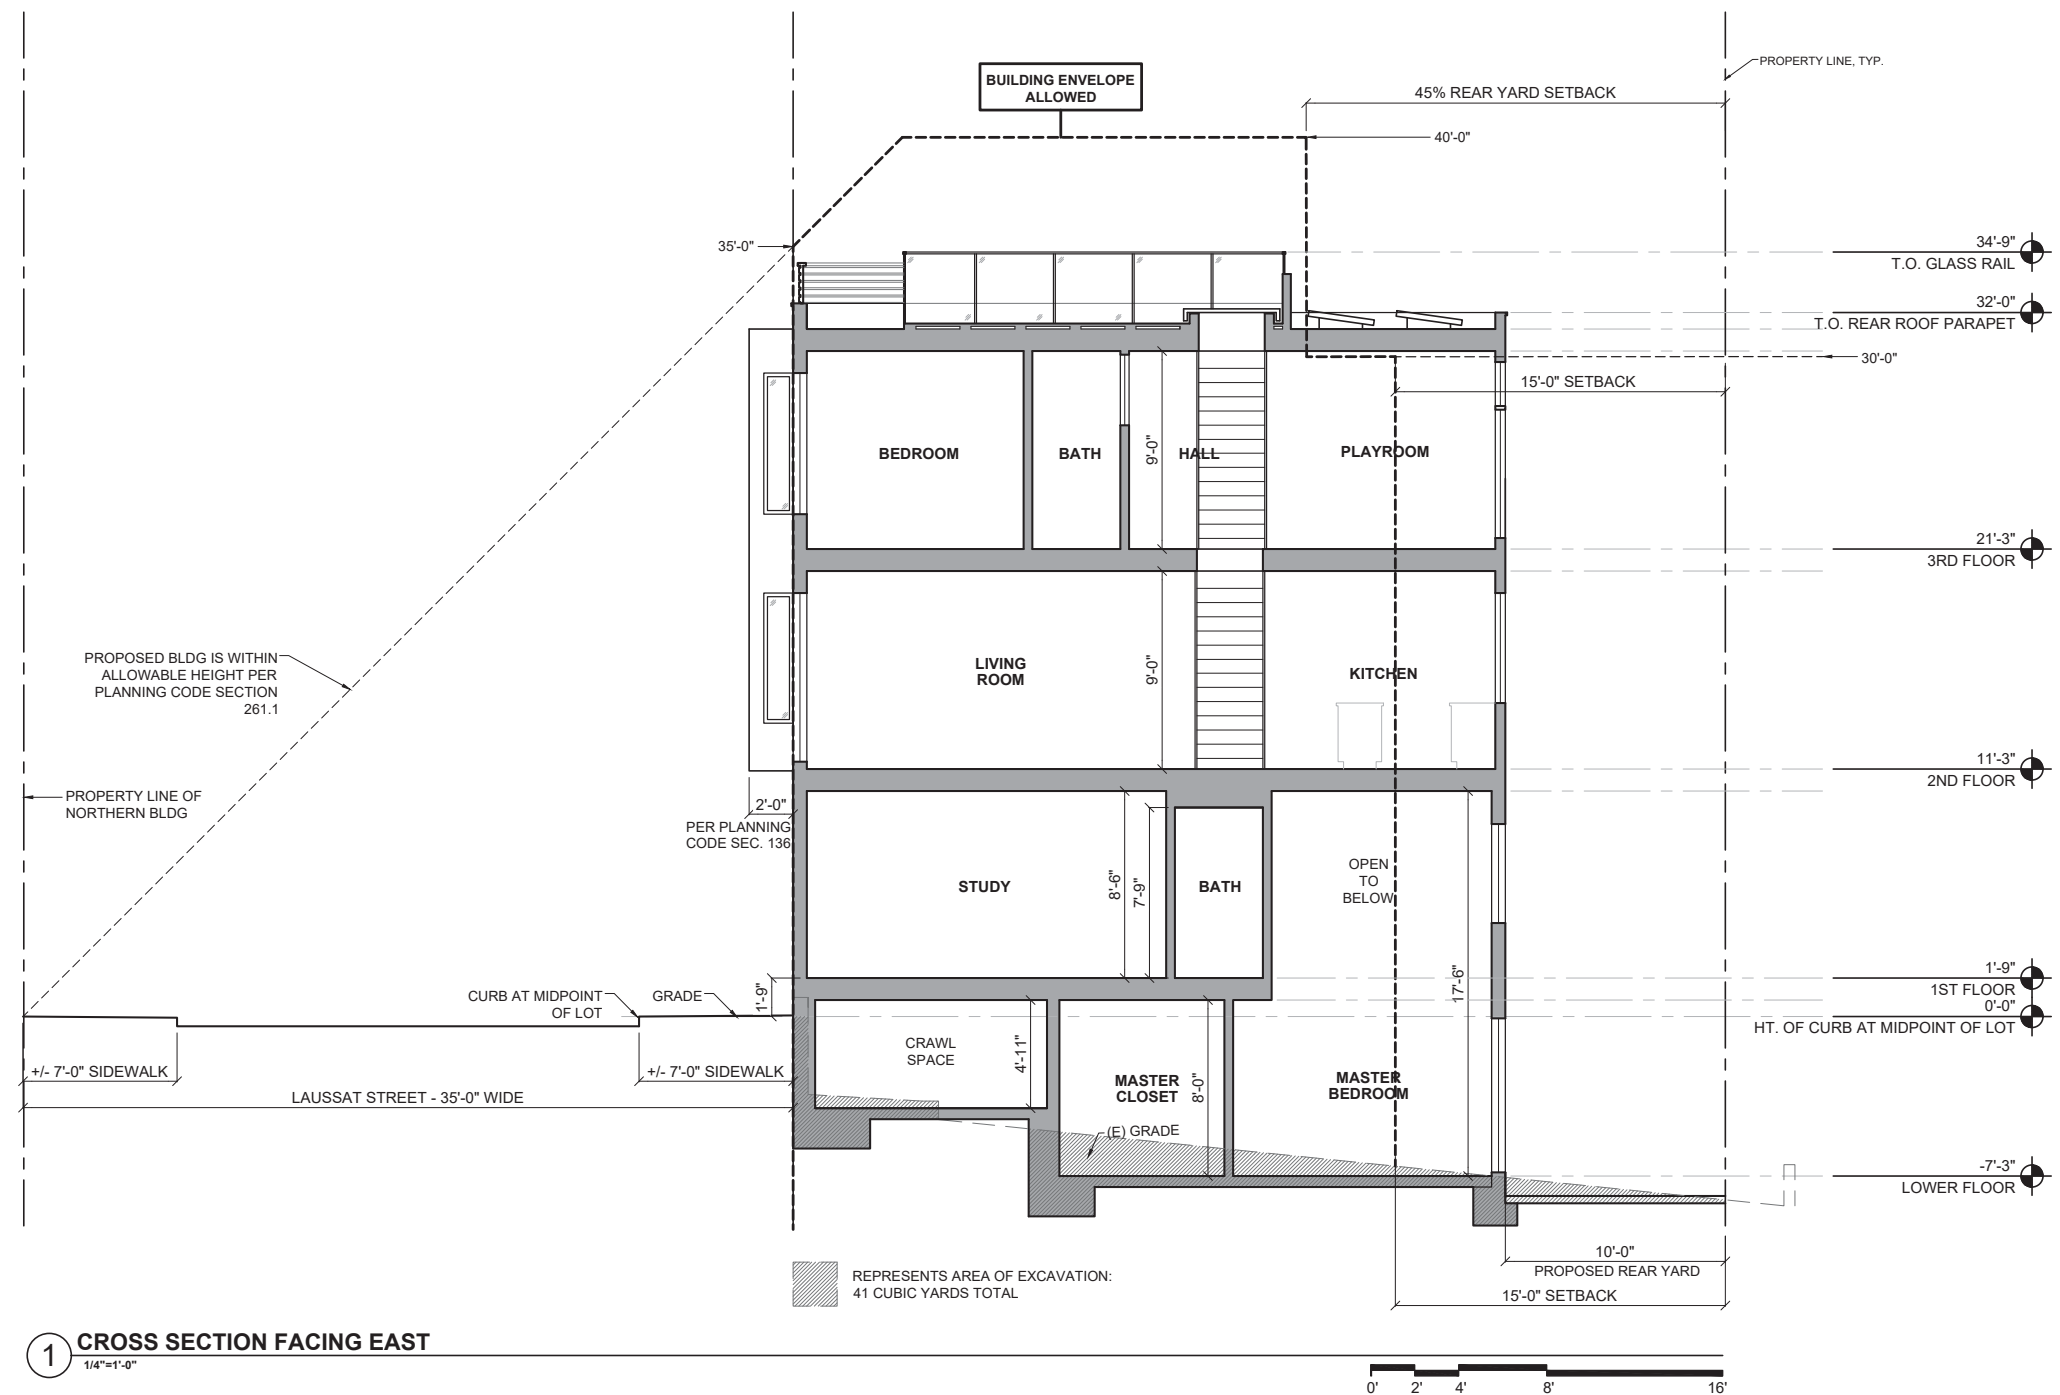 BUILDING ENVELOPE
ALLOWED
PROPERTY LINE, TYP.
45% REAR YARD SETBACK
40'-0"
35'-0"
34'-9"
T.O. GLASS RAIL
32'-0"
T.O. REAR ROOF PARAPET
30'-0"
15'-0" SETBACK
BEDROOM
BATH
9'-0"
HALL
PLAYROOM
21'-3"
3RD FLOOR
PROPOSED BLDG IS WITHIN
ALLOWABLE HEIGHT PER
PLANNING CODE SECTION
261.1
LIVING
ROOM
9'-0"
KITCHEN
11'-3"
2ND FLOOR
PROPERTY LINE OF
NORTHERN BLDG
2'-0"
PER PLANNING
CODE SEC. 136
STUDY
8'-6"
7'-9"
BATH
OPEN
TO
BELOW
17'-6"
1'-9"
1ST FLOOR
0'-0"
HT. OF CURB AT MIDPOINT OF LOT
CURB AT MIDPOINT
OF LOT
GRADE
1'-9"
CRAWL
SPACE
4'-11"
MASTER
CLOSET
8'-0"
MASTER
BEDROOM
+/- 7'-0" SIDEWALK
+/- 7'-0" SIDEWALK
LAUSSAT STREET - 35'-0" WIDE
(E) GRADE
-7'-3"
LOWER FLOOR
10'-0"
PROPOSED REAR YARD
15'-0" SETBACK
REPRESENTS AREA OF EXCAVATION:
41 CUBIC YARDS TOTAL
1
CROSS SECTION FACING EAST
1/4"=1'-0"
0' 2' 4' 8' 16'